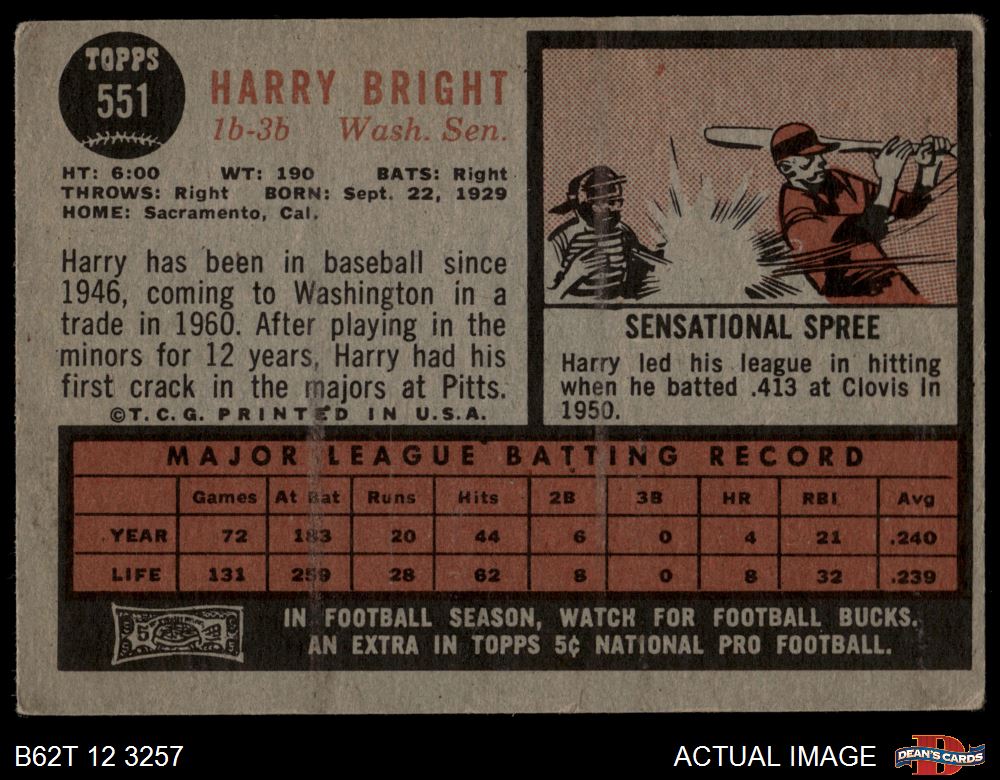 TOPPS
551
HARRY BRIGHT
1b-3b Wash. Sen.
HT: 6:00 WT: 190 BATS: Right
THROWS: Right BORN: Sept. 22, 1929
HOME: Sacramento, Cal.
Harry has been in baseball since
1946, coming to Washington in a
trade in 1960. After playing in the
minors for 12 years, Harry had his
first crack in the majors at Pitts.
©T.C.G. PRINTED IN U.S.A.
SENSATIONAL SPREE
Harry led his league in hitting
when he batted .413 at Clovis in
1950.
MAJOR LEAGUE BATTING RECORD
Games At Bat Runs Hits 2B 3B HR RBI Avg
YEAR 72 183 20 44 6 0 4 21 .240
LIFE 131 259 28 62 8 0 8 32 .239
IN FOOTBALL SEASON, WATCH FOR FOOTBALL BUCKS.
AN EXTRA IN TOPPS 5¢ NATIONAL PRO FOOTBALL.
B62T 12 3257
ACTUAL IMAGE
DEAN'S CARDS